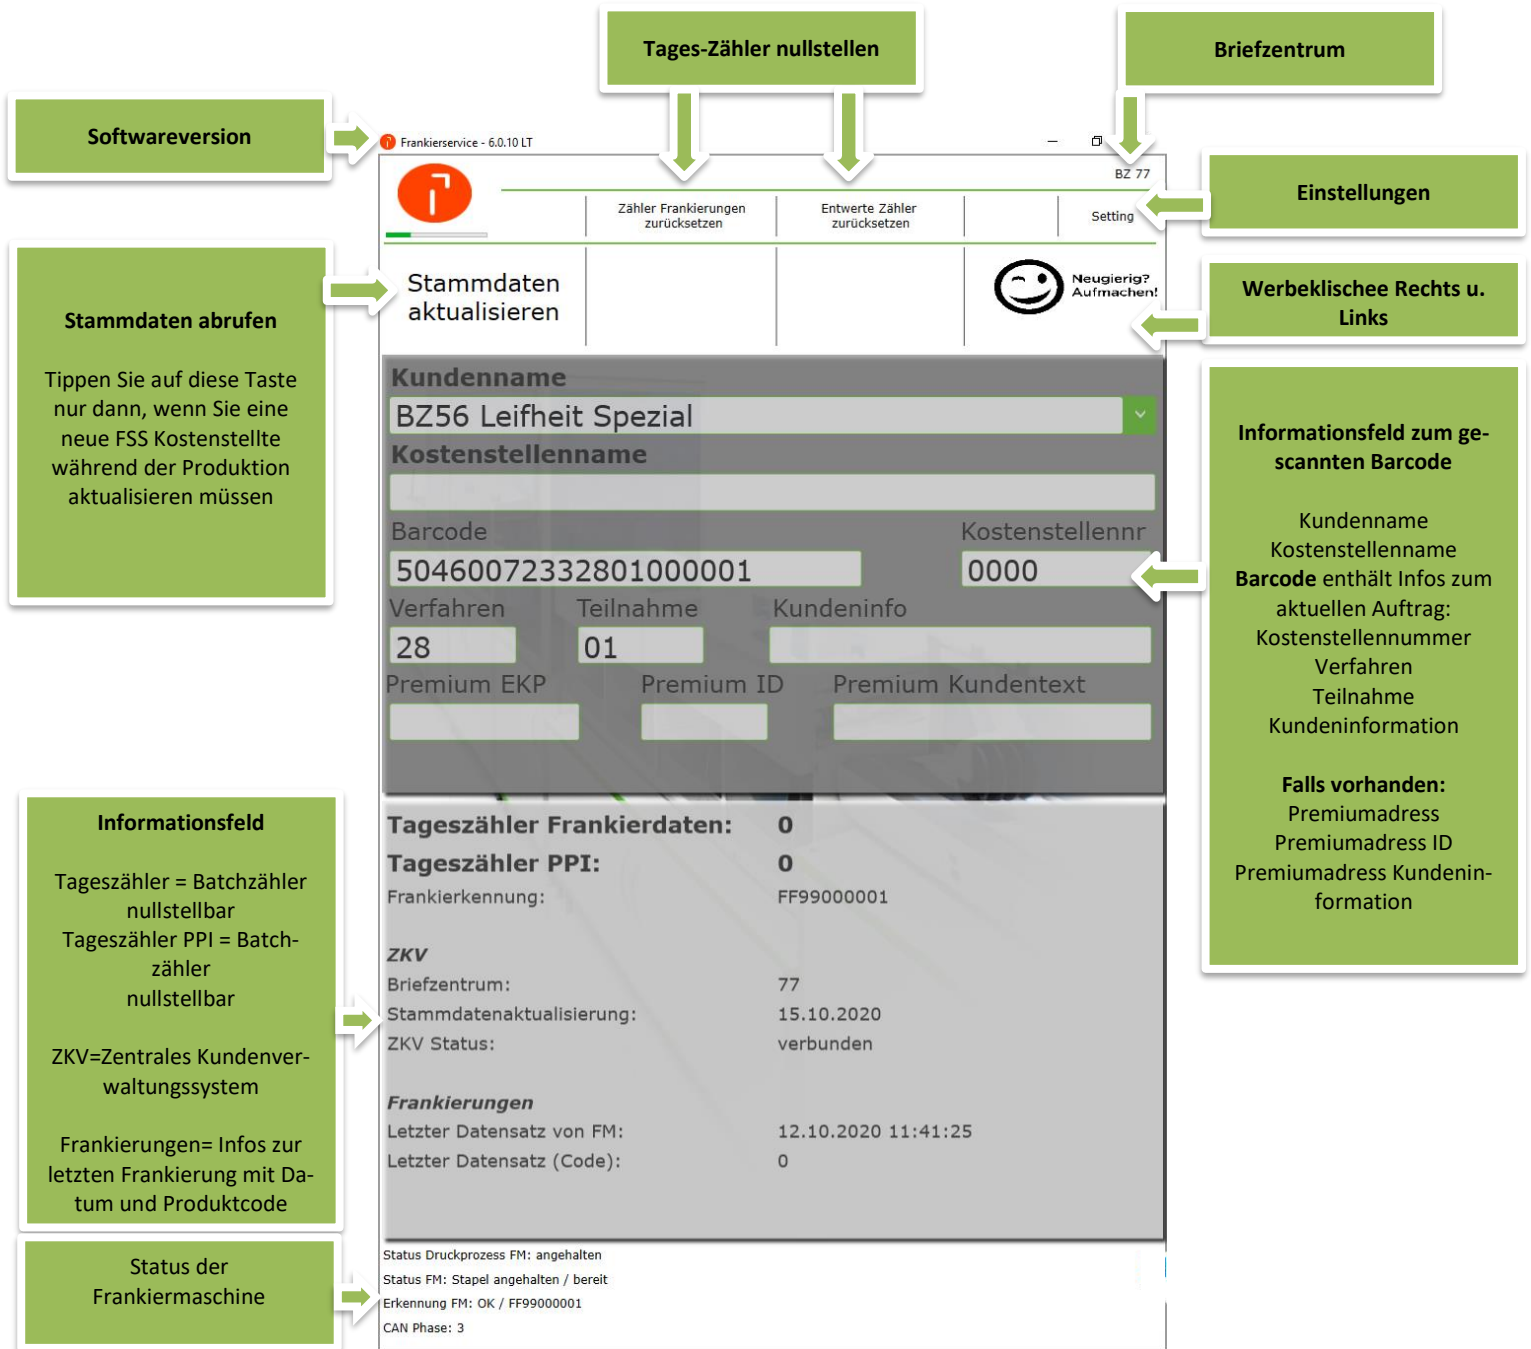 Tages-Zähler nullstellen
Briefzentrum
Softwareversion
Frankierservice - 6.0.10 LT
BZ 77
Zähler Frankierungen
zurücksetzen
Entwerte Zähler
zurücksetzen
Setting
Einstellungen
Stammdaten
aktualisieren
Neugierig?
Aufmachen!
Werbeklischee Rechts u.
Links
Stammdaten abrufen
Tippen Sie auf diese Taste
nur dann, wenn Sie eine
neue FSS Kostenstellte
während der Produktion
aktualisieren müssen
Kundenname
BZ56 Leifheit Spezial
Kostenstellenname
Barcode
Kostenstellennr
50460072332801000001
0000
Verfahren
Teilnahme
Kundeninfo
28
01
Premium EKP
Premium ID
Premium Kundentext
Informationsfeld zum ge-
scannten Barcode
Kundenname
Kostenstellenname
Barcode enthält Infos zum
aktuellen Auftrag:
Kostenstellennummer
Verfahren
Teilnahme
Kundeninformation
Falls vorhanden:
Premiumadress
Premiumadress ID
Premiumadress Kundenin-
formation
Informationsfeld
Tageszähler = Batchzähler
nullstellbar
Tageszähler PPI = Batch-
zähler
nullstellbar
ZKV=Zentrales Kundenver-
waltungssystem
Frankierungen= Infos zur
letzten Frankierung mit Da-
tum und Produktcode
Tageszähler Frankierdaten: 0
Tageszähler PPI: 0
Frankierkennung: FF99000001
ZKV
Briefzentrum: 77
Stammdatenaktualisierung: 15.10.2020
ZKV Status: verbunden
Frankierungen
Letzter Datensatz von FM: 12.10.2020 11:41:25
Letzter Datensatz (Code): 0
Status der
Frankiermaschine
Status Druckprozess FM: angehalten
Status FM: Stapel angehalten / bereit
Erkennung FM: OK / FF99000001
CAN Phase: 3